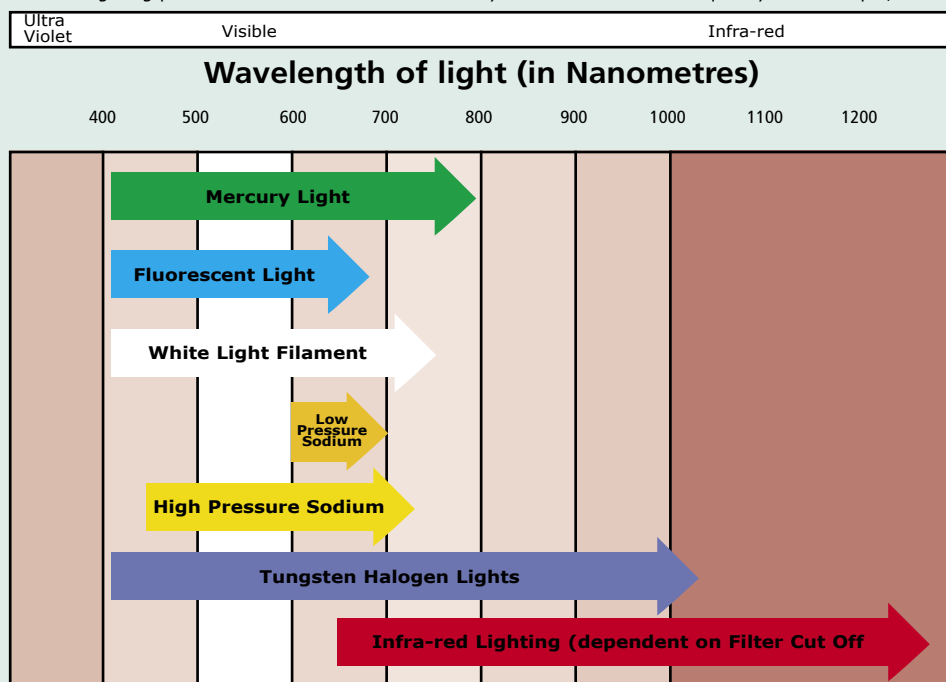 Ultra
Violet Visible Infra-red
Wavelength of light (in Nanometres)
400 500 600 700 800 900 1000 1100 1200
Mercury Light
Fluorescent Light
White Light Filament
Low
Pressure
Sodium
High Pressure Sodium
Tungsten Halogen Lights
Infra-red Lighting (dependent on Filter Cut Off